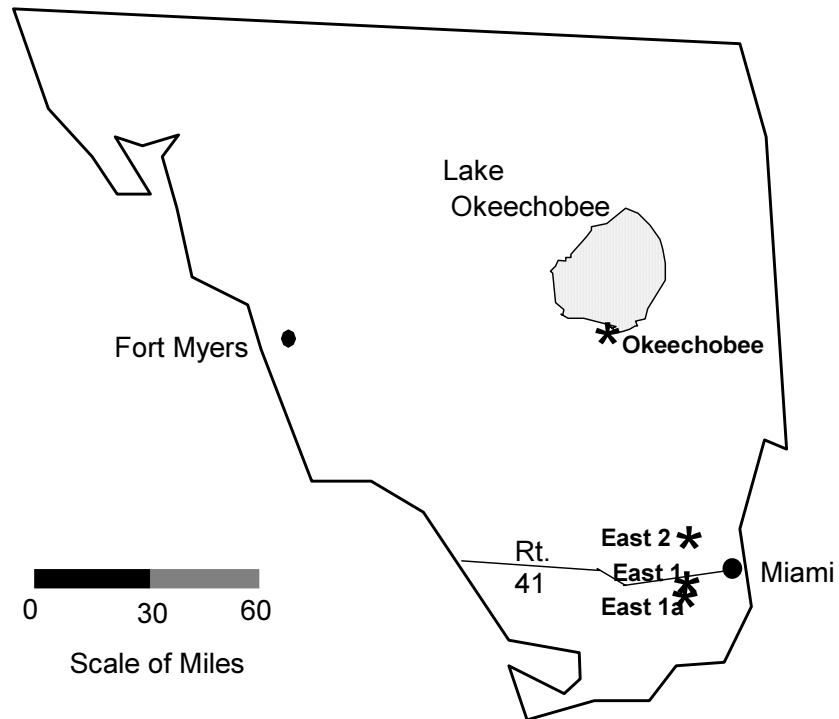 Lake
Okeechobee
Okeechobee
Fort Myers
East 2
Rt.
41
East 1
Miami
East 1a
0 30 60
Scale of Miles